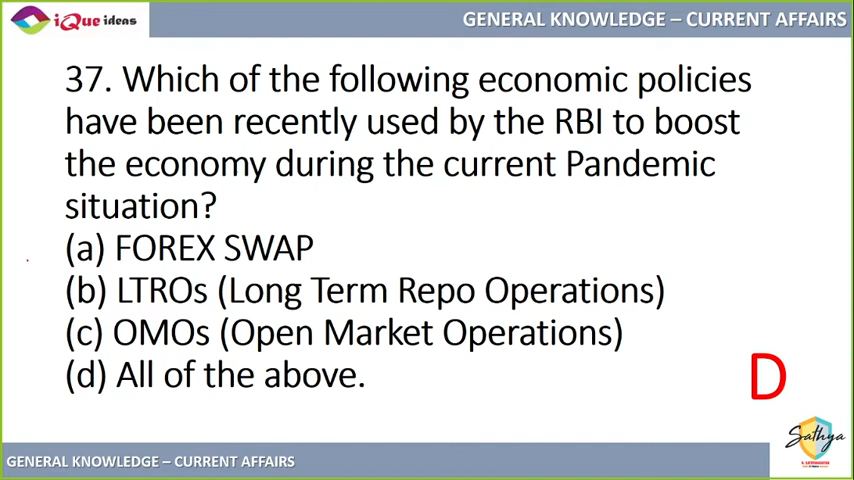 iQue ideas
GENERAL KNOWLEDGE – CURRENT AFFAIRS
37. Which of the following economic policies
have been recently used by the RBI to boost
the economy during the current Pandemic
situation?
(a) FOREX SWAP
(b) LTROs (Long Term Repo Operations)
(c) OMOs (Open Market Operations)
(d) All of the above.
D
Sathya
GENERAL KNOWLEDGE – CURRENT AFFAIRS